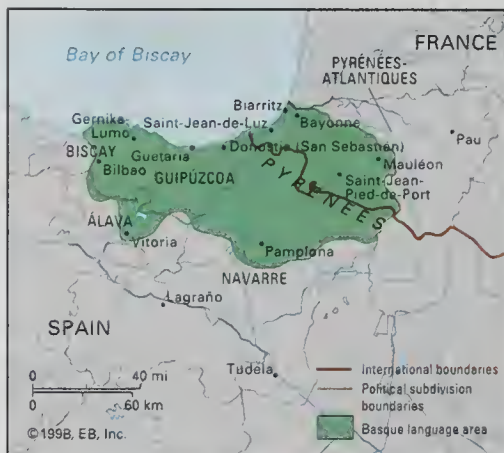 FRANCE
Bay of Biscay
PYRÉNÉES-
ATLANTIQUES
Biarritz
Bayonne
Gernika-
Lumo
Saint-Jean-de-Luz
Pau
BISCAY
Guetaria
Donostia (San Sebastián)
Mauléon
Bilbao
GUIPÚZCOA
PYRENEES
Saint-Jean-
Pied-de-Port
ÁLAVA
Vitoria
Pamplona
NAVARRE
Lagraño
SPAIN
Tudela
0 40 mi
0 60 km
International boundaries
Political subdivision
boundaries
Basque language area
©1998, EB, Inc.